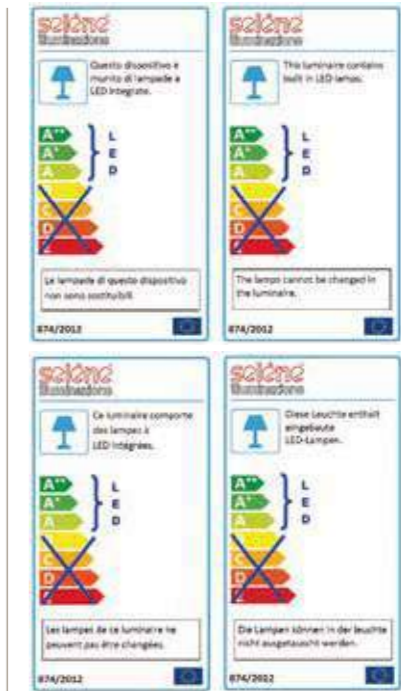 selène
illuminazione
Questo dispositivo è
munito di lampade a
LED integrate.
A++
A+
A
L
E
D
C
D
E
Le lampade di questo dispositivo
non sono sostituibili.
874/2012
selène
illuminazione
This luminaire contains
built in LED lamps.
A++
A+
A
L
E
D
C
D
E
The lamps cannot be changed in
the luminaire.
874/2012
selène
illuminazione
Ce luminaire comporte
des lampes à
LED intégrées.
A++
A+
A
L
E
D
C
D
E
Les lampes de ce luminaire ne
peuvent pas être changées.
874/2012
selène
illuminazione
Diese Leuchte enthält
eingebaute
LED-Lampen.
A++
A+
A
L
E
D
C
D
E
Die Lampen können in der leuchte
nicht ausgetauscht werden.
874/2012